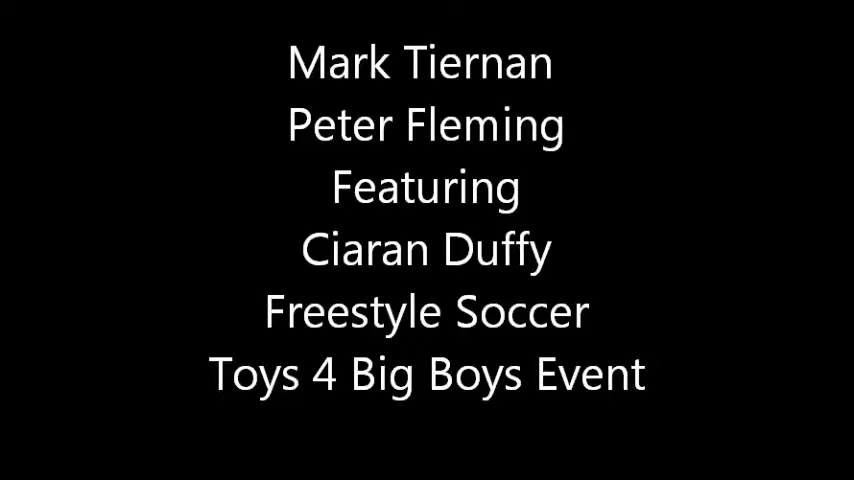 Mark Tiernan
Peter Fleming
Featuring
Ciaran Duffy
Freestyle Soccer
Toys 4 Big Boys Event